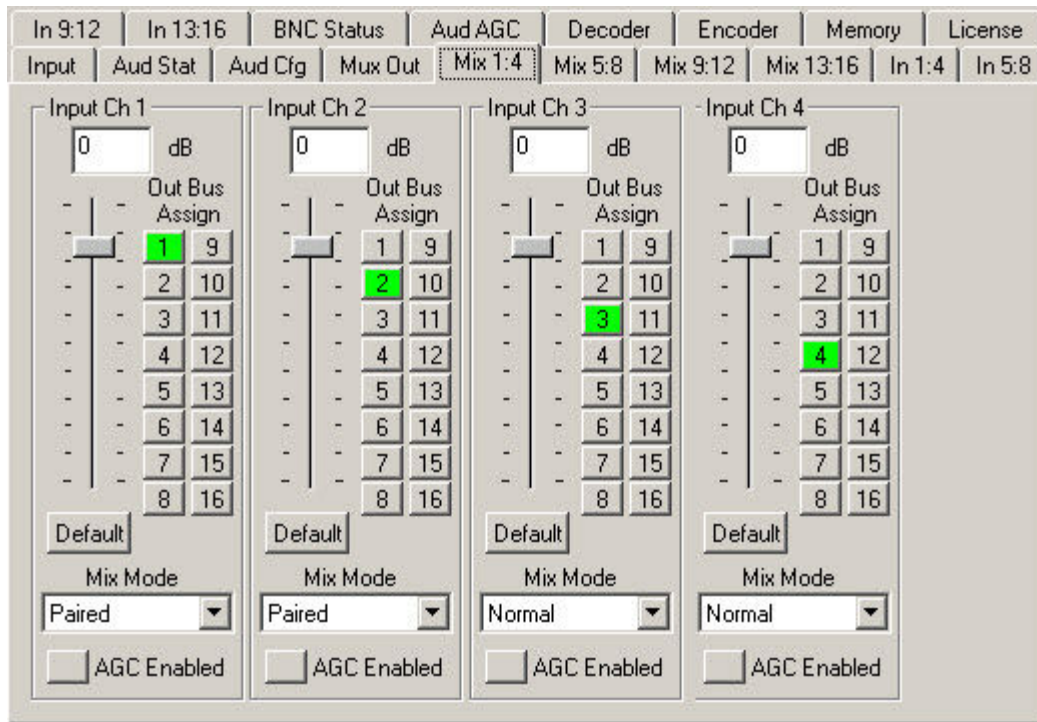 In 9:12 In 13:16 BNC Status Aud AGC Decoder Encoder Memory License
Input Aud Stat Aud Cfg Mux Out Mix 1:4 Mix 5:8 Mix 9:12 Mix 13:16 In 1:4 In 5:8
Input Ch 1 Input Ch 2 Input Ch 3 Input Ch 4
0 dB 0 dB 0 dB 0 dB
Out Bus Out Bus Out Bus Out Bus
Assign Assign Assign Assign
1 9 1 9 1 9 1 9
2 10 2 10 2 10 2 10
3 11 3 11 3 11 3 11
4 12 4 12 4 12 4 12
5 13 5 13 5 13 5 13
6 14 6 14 6 14 6 14
7 15 7 15 7 15 7 15
8 16 8 16 8 16 8 16
Default Default Default Default
Mix Mode Mix Mode Mix Mode Mix Mode
Paired Paired Normal Normal
AGC Enabled AGC Enabled AGC Enabled AGC Enabled